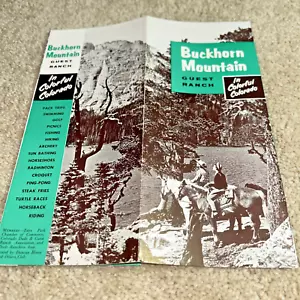 Buckhorn
Mountain
GUEST
RANCH
in Colorful
Colorado
PACK TRIPS
SWIMMING
GOLF
PICNICS
FISHING
HIKING
ARCHERY
SUN BATHING
HORSESHOES
BADMINTON
CROQUET
PING-PONG
STEAK FRIES
TURTLE RACES
HORSEBACK
RIDING
Buckhorn
Mountain
GUEST
RANCH
in Colorful
Colorado